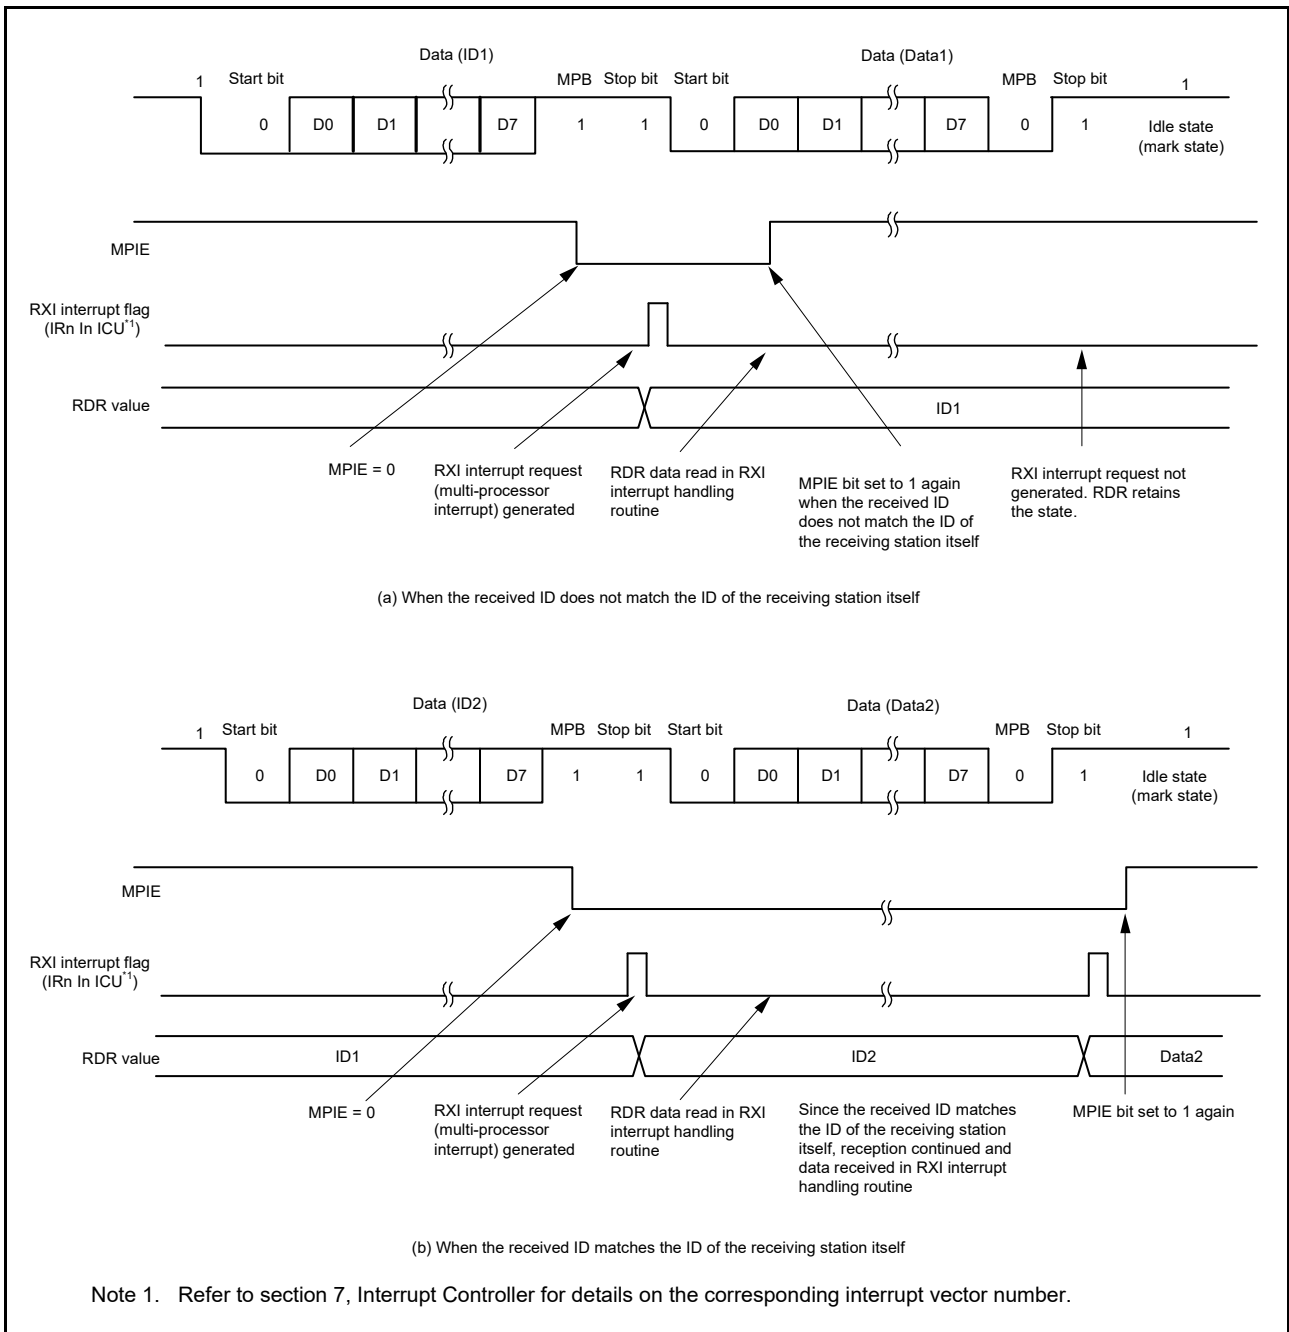 Data (ID1)
Data (Data1)
1
Start bit
MPB
Stop bit
Start bit
MPB
Stop bit
1
0
D0
D1
D7
1
1
0
D0
D1
D7
0
1
Idle state
(mark state)
MPIE
RXI interrupt flag
(IRn In ICU*1)
RDR value
ID1
MPIE = 0
RXI interrupt request
(multi-processor
interrupt) generated
RDR data read in RXI
interrupt handling
routine
MPIE bit set to 1 again
when the received ID
does not match the ID of
the receiving station itself
RXI interrupt request not
generated. RDR retains
the state.
(a) When the received ID does not match the ID of the receiving station itself
Data (ID2)
Data (Data2)
1
Start bit
MPB
Stop bit
Start bit
MPB
Stop bit
1
0
D0
D1
D7
1
1
0
D0
D1
D7
0
1
Idle state
(mark state)
MPIE
RXI interrupt flag
(IRn In ICU*1)
RDR value
ID1
ID2
Data2
MPIE = 0
RXI interrupt request
(multi-processor
interrupt) generated
RDR data read in RXI
interrupt handling
routine
Since the received ID matches
the ID of the receiving station
itself, reception continued and
data received in RXI interrupt
handling routine
MPIE bit set to 1 again
(b) When the received ID matches the ID of the receiving station itself
Note 1. Refer to section 7, Interrupt Controller for details on the corresponding interrupt vector number.